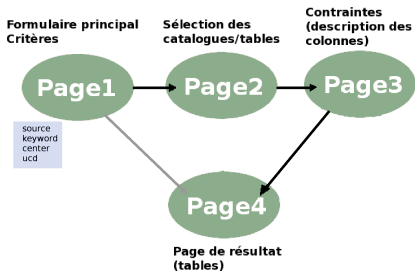 Formulaire principal
Critères
Sélection des
catalogues/tables
Contraintes
(description des
colonnes)
Page1
Page2
Page3
source
keyword
center
ucd
Page4
Page de résultat
(tables)